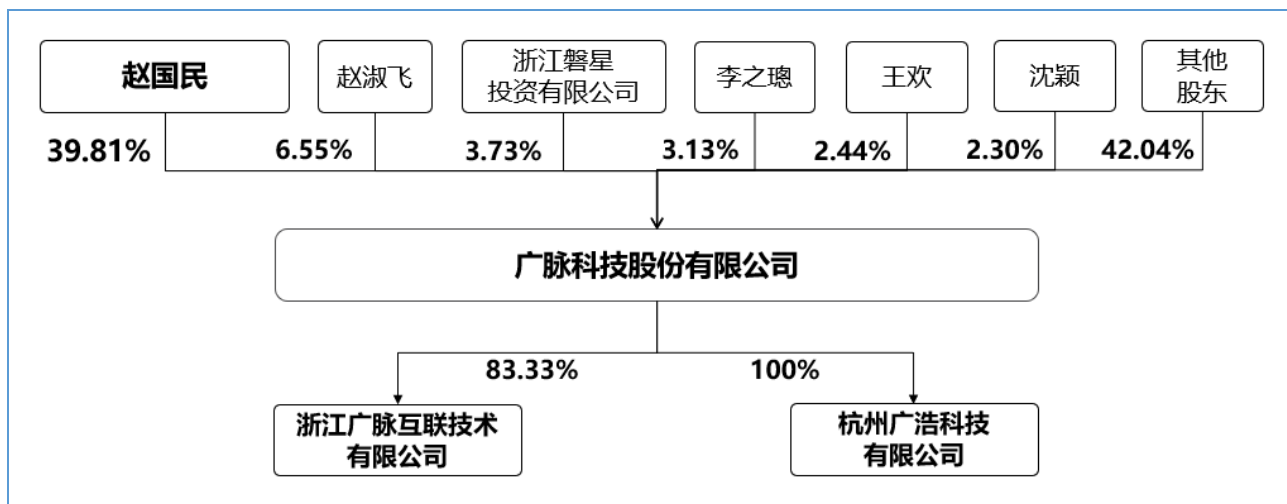 赵国民
赵淑飞
浙江磐星
投资有限公司
李之璁
王欢
沈颖
其他
股东
39.81%
6.55%
3.73%
3.13%
2.44%
2.30%
42.04%
广脉科技股份有限公司
83.33%
100%
浙江广脉互联技术
有限公司
杭州广浩科技
有限公司